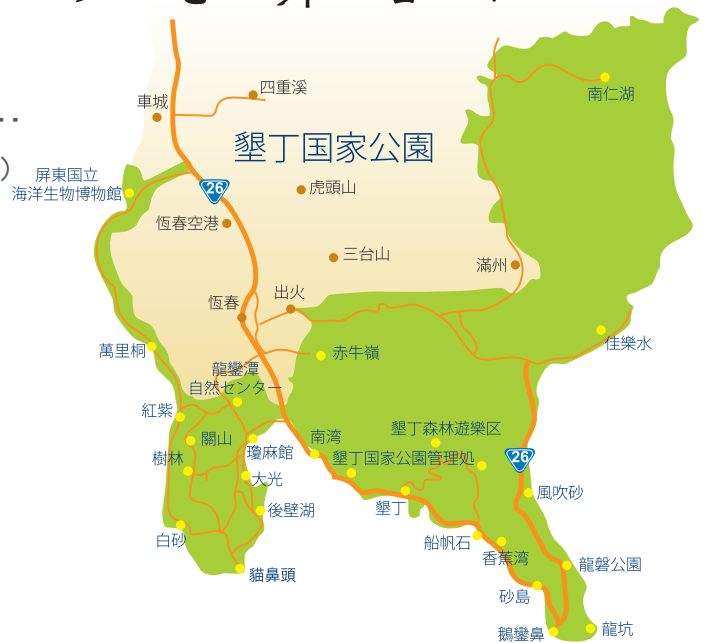 四重溪
車城
南仁湖
墾丁国家公園
屏東国立
海洋生物博物館
26
虎頭山
恆春空港
三台山
滿州
出火
恆春
佳樂水
萬里桐
赤牛嶺
龍鑾潭
自然センター
紅紫
關山
瓊麻館
南湾
墾丁森林遊樂区
樹林
墾丁国家公園管理処
26
大光
風吹砂
後壁湖
墾丁
白砂
船帆石
香蕉湾
龍磐公園
貓鼻頭
砂島
鵝鑾鼻
龍坑